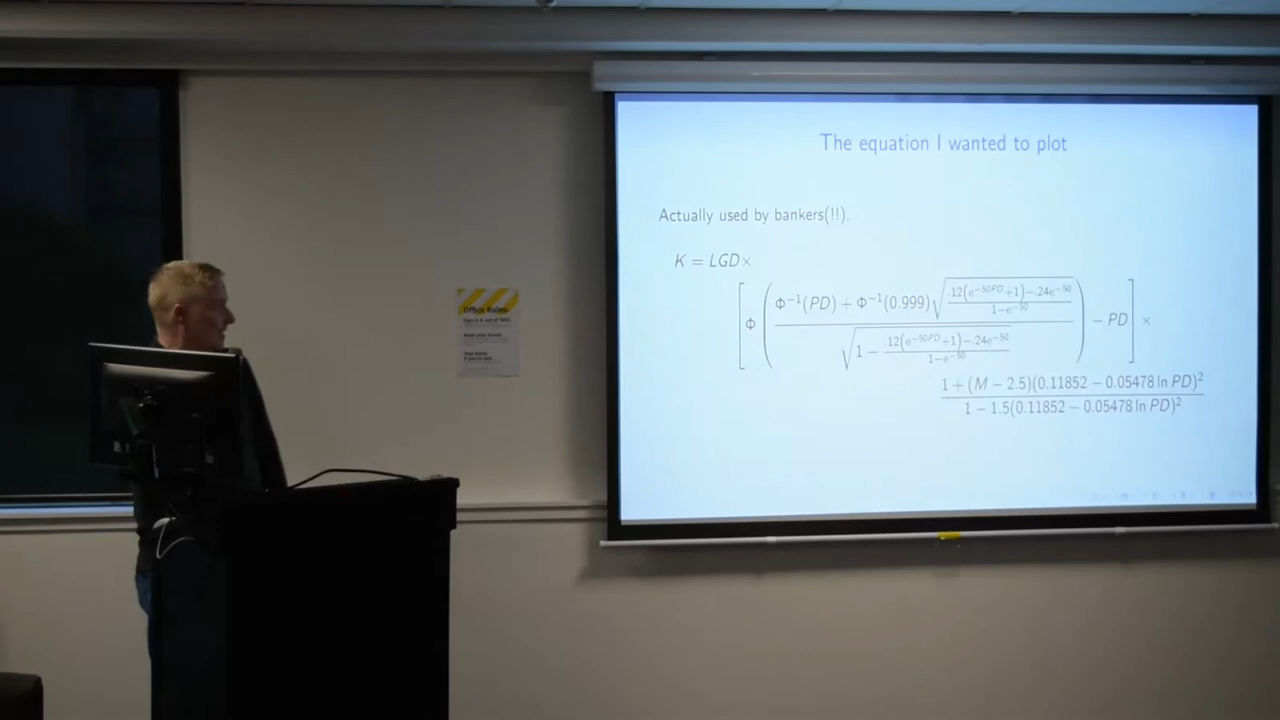 The equation I wanted to plot
Actually used by bankers(!!).
K = LGD×
[Φ((Φ⁻¹(PD) + Φ⁻¹(0.999)√(.12(e⁻⁵⁰ᴾᴰ+1)−.24e⁻⁵⁰ / 1−e⁻⁵⁰)) / √(1 − .12(e⁻⁵⁰ᴾᴰ+1)−.24e⁻⁵⁰ / 1−e⁻⁵⁰)) − PD] ×
1 + (M − 2.5)(0.11852 − 0.05478 ln PD)²
1 − 1.5(0.11852 − 0.05478 ln PD)²
Office Rules